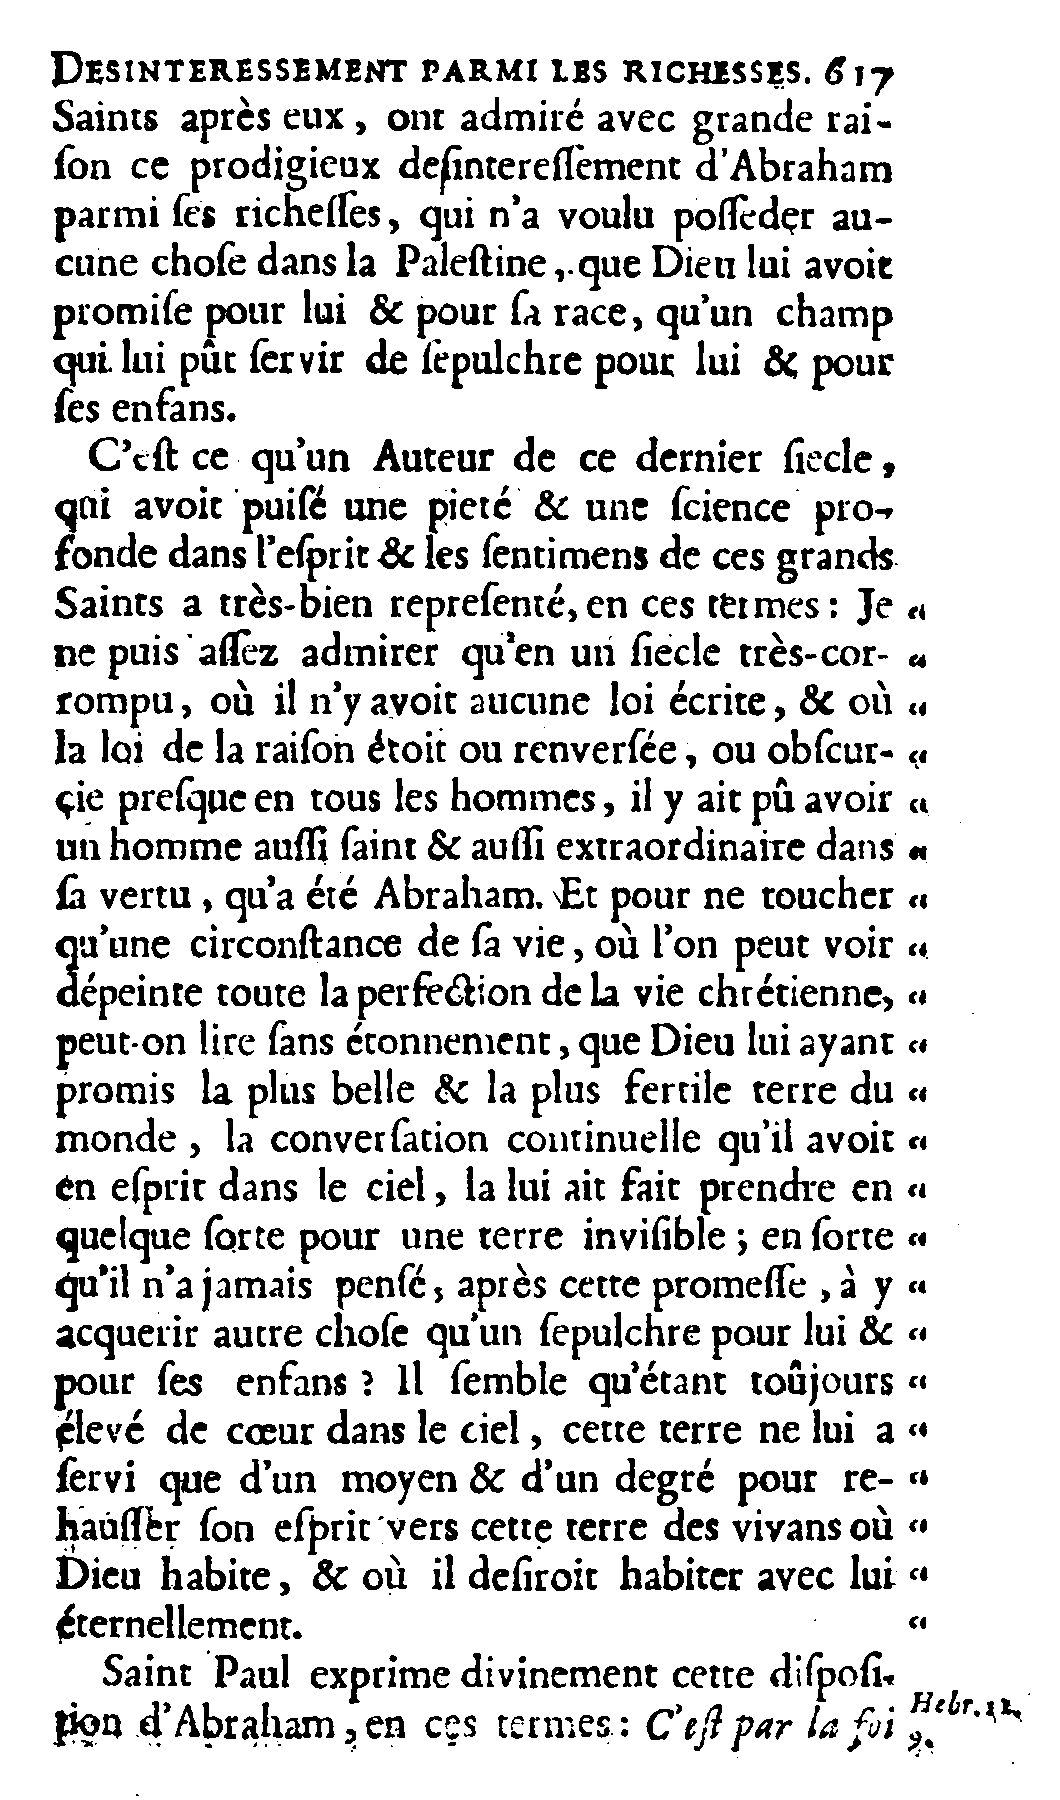 DESINTERESSEMENT PARMI LES RICHESSES. 617
Saints après eux, ont admiré avec grande rai-
ſon ce prodigieux deſintereſſement d'Abraham
parmi ſes richeſſes, qui n'a voulu poſſeder au-
cune choſe dans la Paleſtine, que Dieu lui avoit
promiſe pour lui & pour ſa race, qu'un champ
qui lui pût ſervir de ſepulchre pour lui & pour
ſes enfans.
C'eſt ce qu'un Auteur de ce dernier ſiecle,
qui avoit puiſé une pieté & une ſcience pro-
fonde dans l'eſprit & les ſentimens de ces grands
Saints a très-bien repreſenté, en ces termes : Je “
ne puis aſſez admirer qu'en un ſiecle très-cor- “
rompu, où il n'y avoit aucune loi écrite, & où “
la loi de la raiſon étoit ou renverſée, ou obſcur- “
çie preſque en tous les hommes, il y ait pû avoir “
un homme auſſi ſaint & auſſi extraordinaire dans “
ſa vertu, qu'a été Abraham. Et pour ne toucher “
qu'une circonſtance de ſa vie, où l'on peut voir “
dépeinte toute la perfection de la vie chrétienne, “
peut-on lire ſans étonnement, que Dieu lui ayant “
promis la plus belle & la plus fertile terre du “
monde, la converſation continuelle qu'il avoit “
en eſprit dans le ciel, la lui ait fait prendre en “
quelque ſorte pour une terre inviſible ; en ſorte “
qu'il n'a jamais penſé, après cette promeſſe, à y “
acquerir autre choſe qu'un ſepulchre pour lui & “
pour ſes enfans ? Il ſemble qu'étant toûjours “
élevé de cœur dans le ciel, cette terre ne lui a “
ſervi que d'un moyen & d'un degré pour re- “
hauſſer ſon eſprit vers cette terre des vivans où “
Dieu habite, & où il deſiroit habiter avec lui “
éternellement. “
Saint Paul exprime divinement cette diſpoſi-
tion d'Abraham, en ces termes : C'eſt par la foi
Hebr. 11.
9.